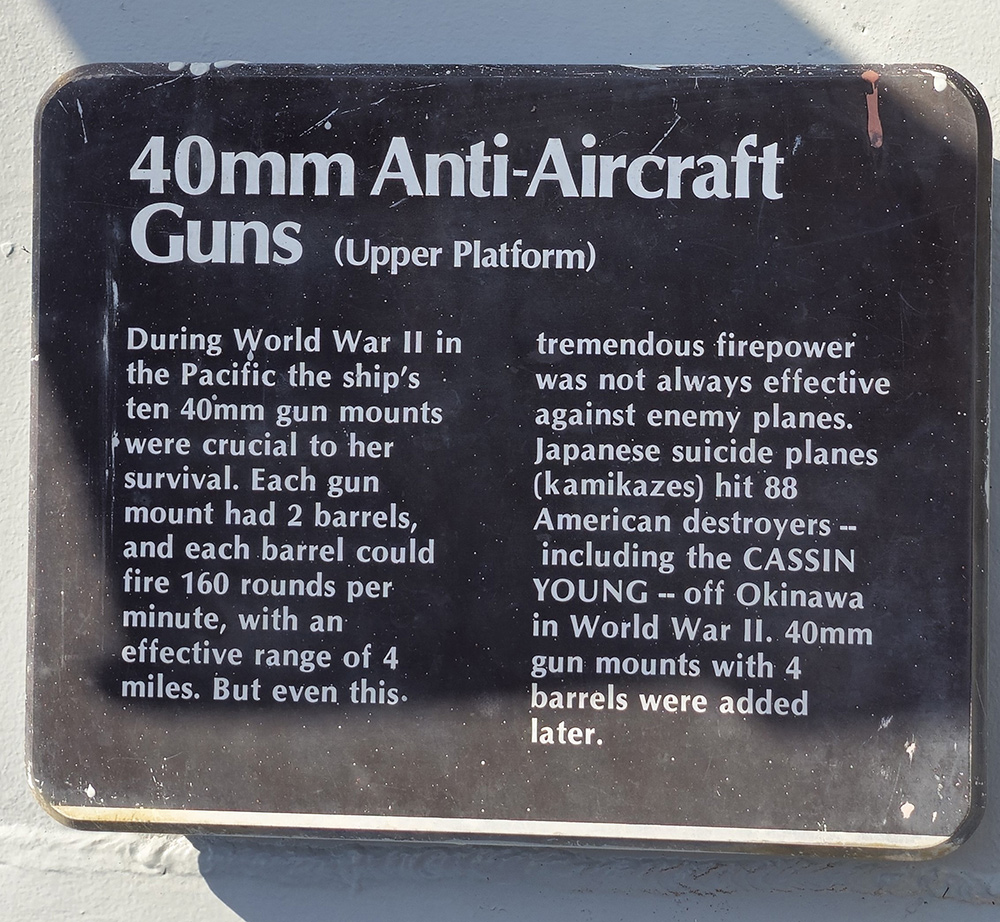 40mm Anti-Aircraft
Guns (Upper Platform)
During World War II in
the Pacific the ship's
ten 40mm gun mounts
were crucial to her
survival. Each gun
mount had 2 barrels,
and each barrel could
fire 160 rounds per
minute, with an
effective range of 4
miles. But even this
tremendous firepower
was not always effective
against enemy planes.
Japanese suicide planes
(kamikazes) hit 88
American destroyers --
including the CASSIN
YOUNG -- off Okinawa
in World War II. 40mm
gun mounts with 4
barrels were added
later.